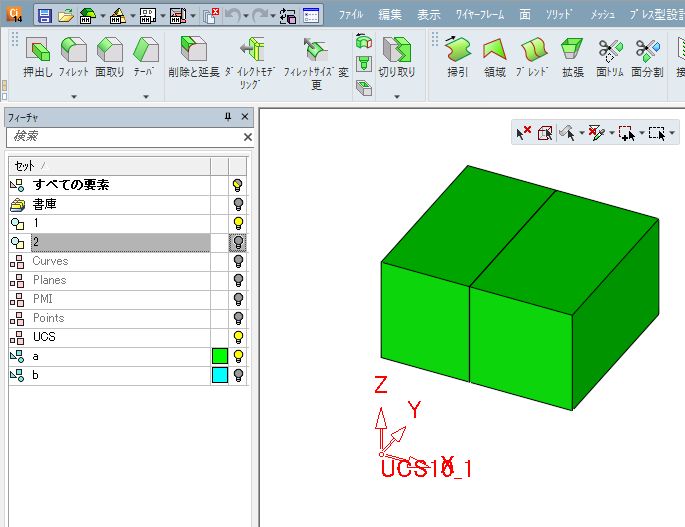 Ci
14
ファイル 編集 表示 ワイヤーフレーム 面 ソリッド メッシュ プレス型設計
押出し フィレット 面取り テーパ 削除と延長 ダイレクトモデリング フィレットサイズ変更 切り取り 掃引 領域 ブレンド 拡張 面トリム 面分割
フィーチャ
検索
セット
すべての要素
書庫
1
2
Curves
Planes
PMI
Points
UCS
a
b
Z
Y
X
UCS10_1